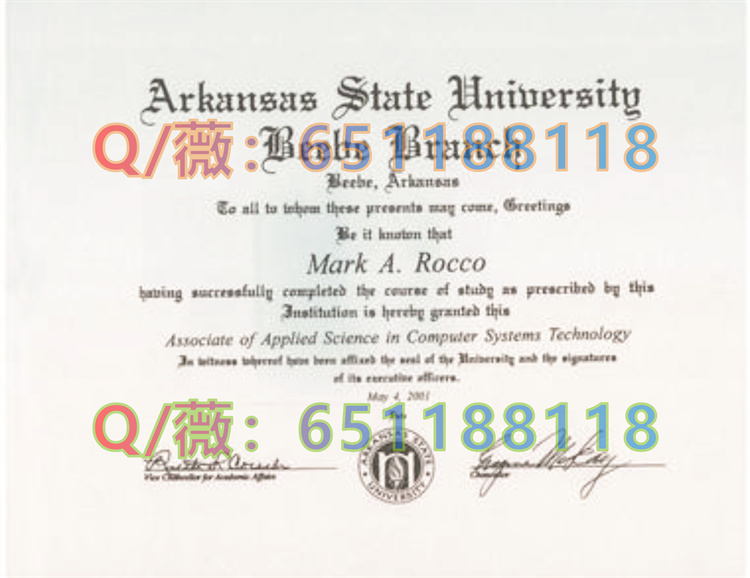 Arkansas State University
Beebe Branch
Q/薇：651188118
Beebe, Arkansas
To all to whom these presents may come, Greetings
Be it known that
Mark A. Rocco
having successfully completed the course of study as prescribed by this
Institution is hereby granted this
Associate of Applied Science in Computer Systems Technology
In witness whereof have been affixed the seal of the University and the signatures
of its executive officers.
May 4, 2001
Q/薇：651188118
ARKANSAS STATE
UNIVERSITY
Vice Chancellor for Academic Affairs
Chancellor